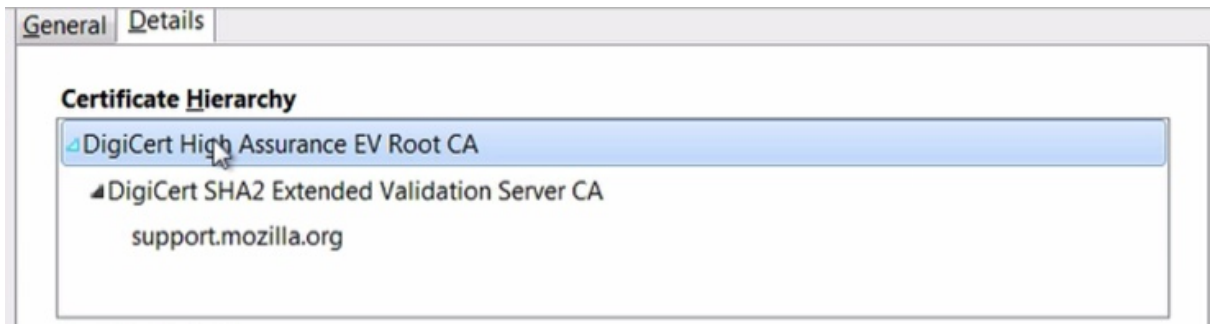 General Details
Certificate Hierarchy
DigiCert High Assurance EV Root CA
DigiCert SHA2 Extended Validation Server CA
support.mozilla.org